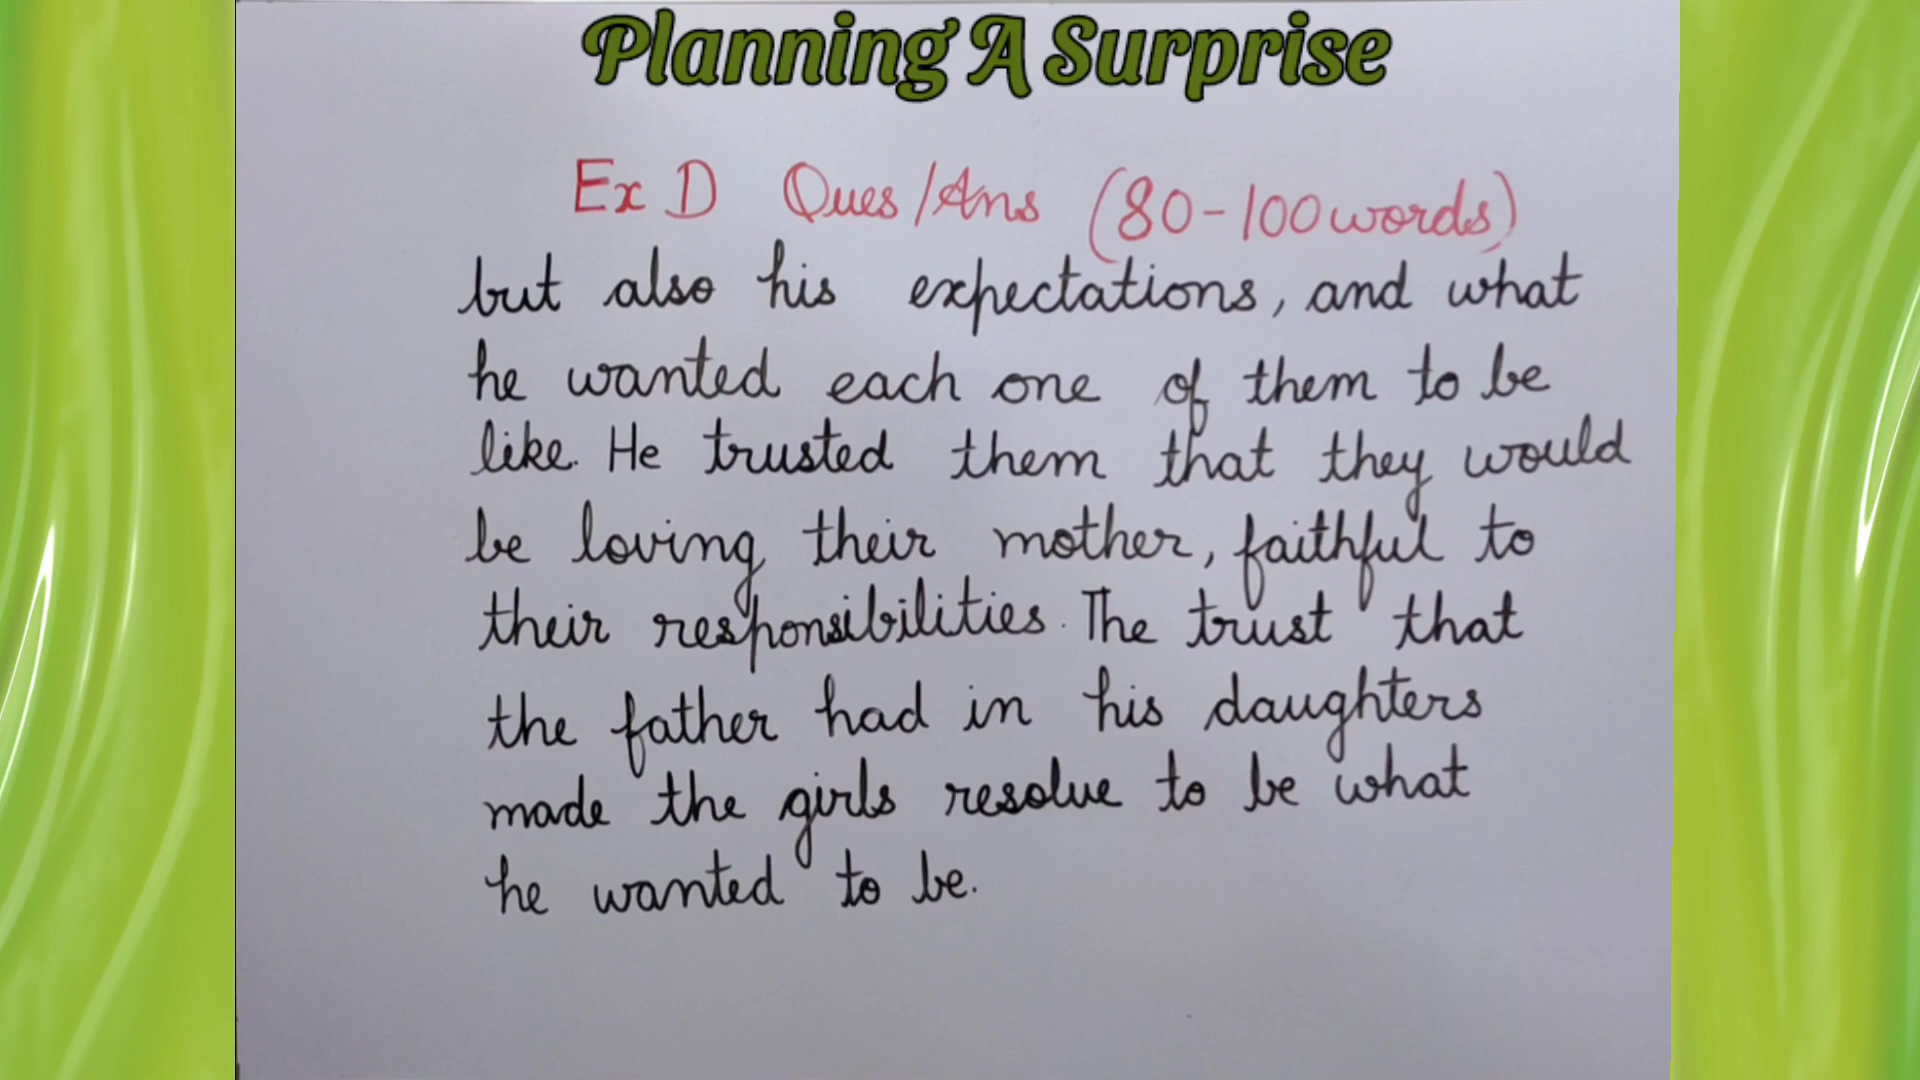 Planning A Surprise
Ex D Ques/Ans (80-100 words)
but also his expectations, and what
he wanted each one of them to be
like. He trusted them that they would
be loving their mother, faithful to
their responsibilities. The trust that
the father had in his daughters
made the girls resolve to be what
he wanted to be.